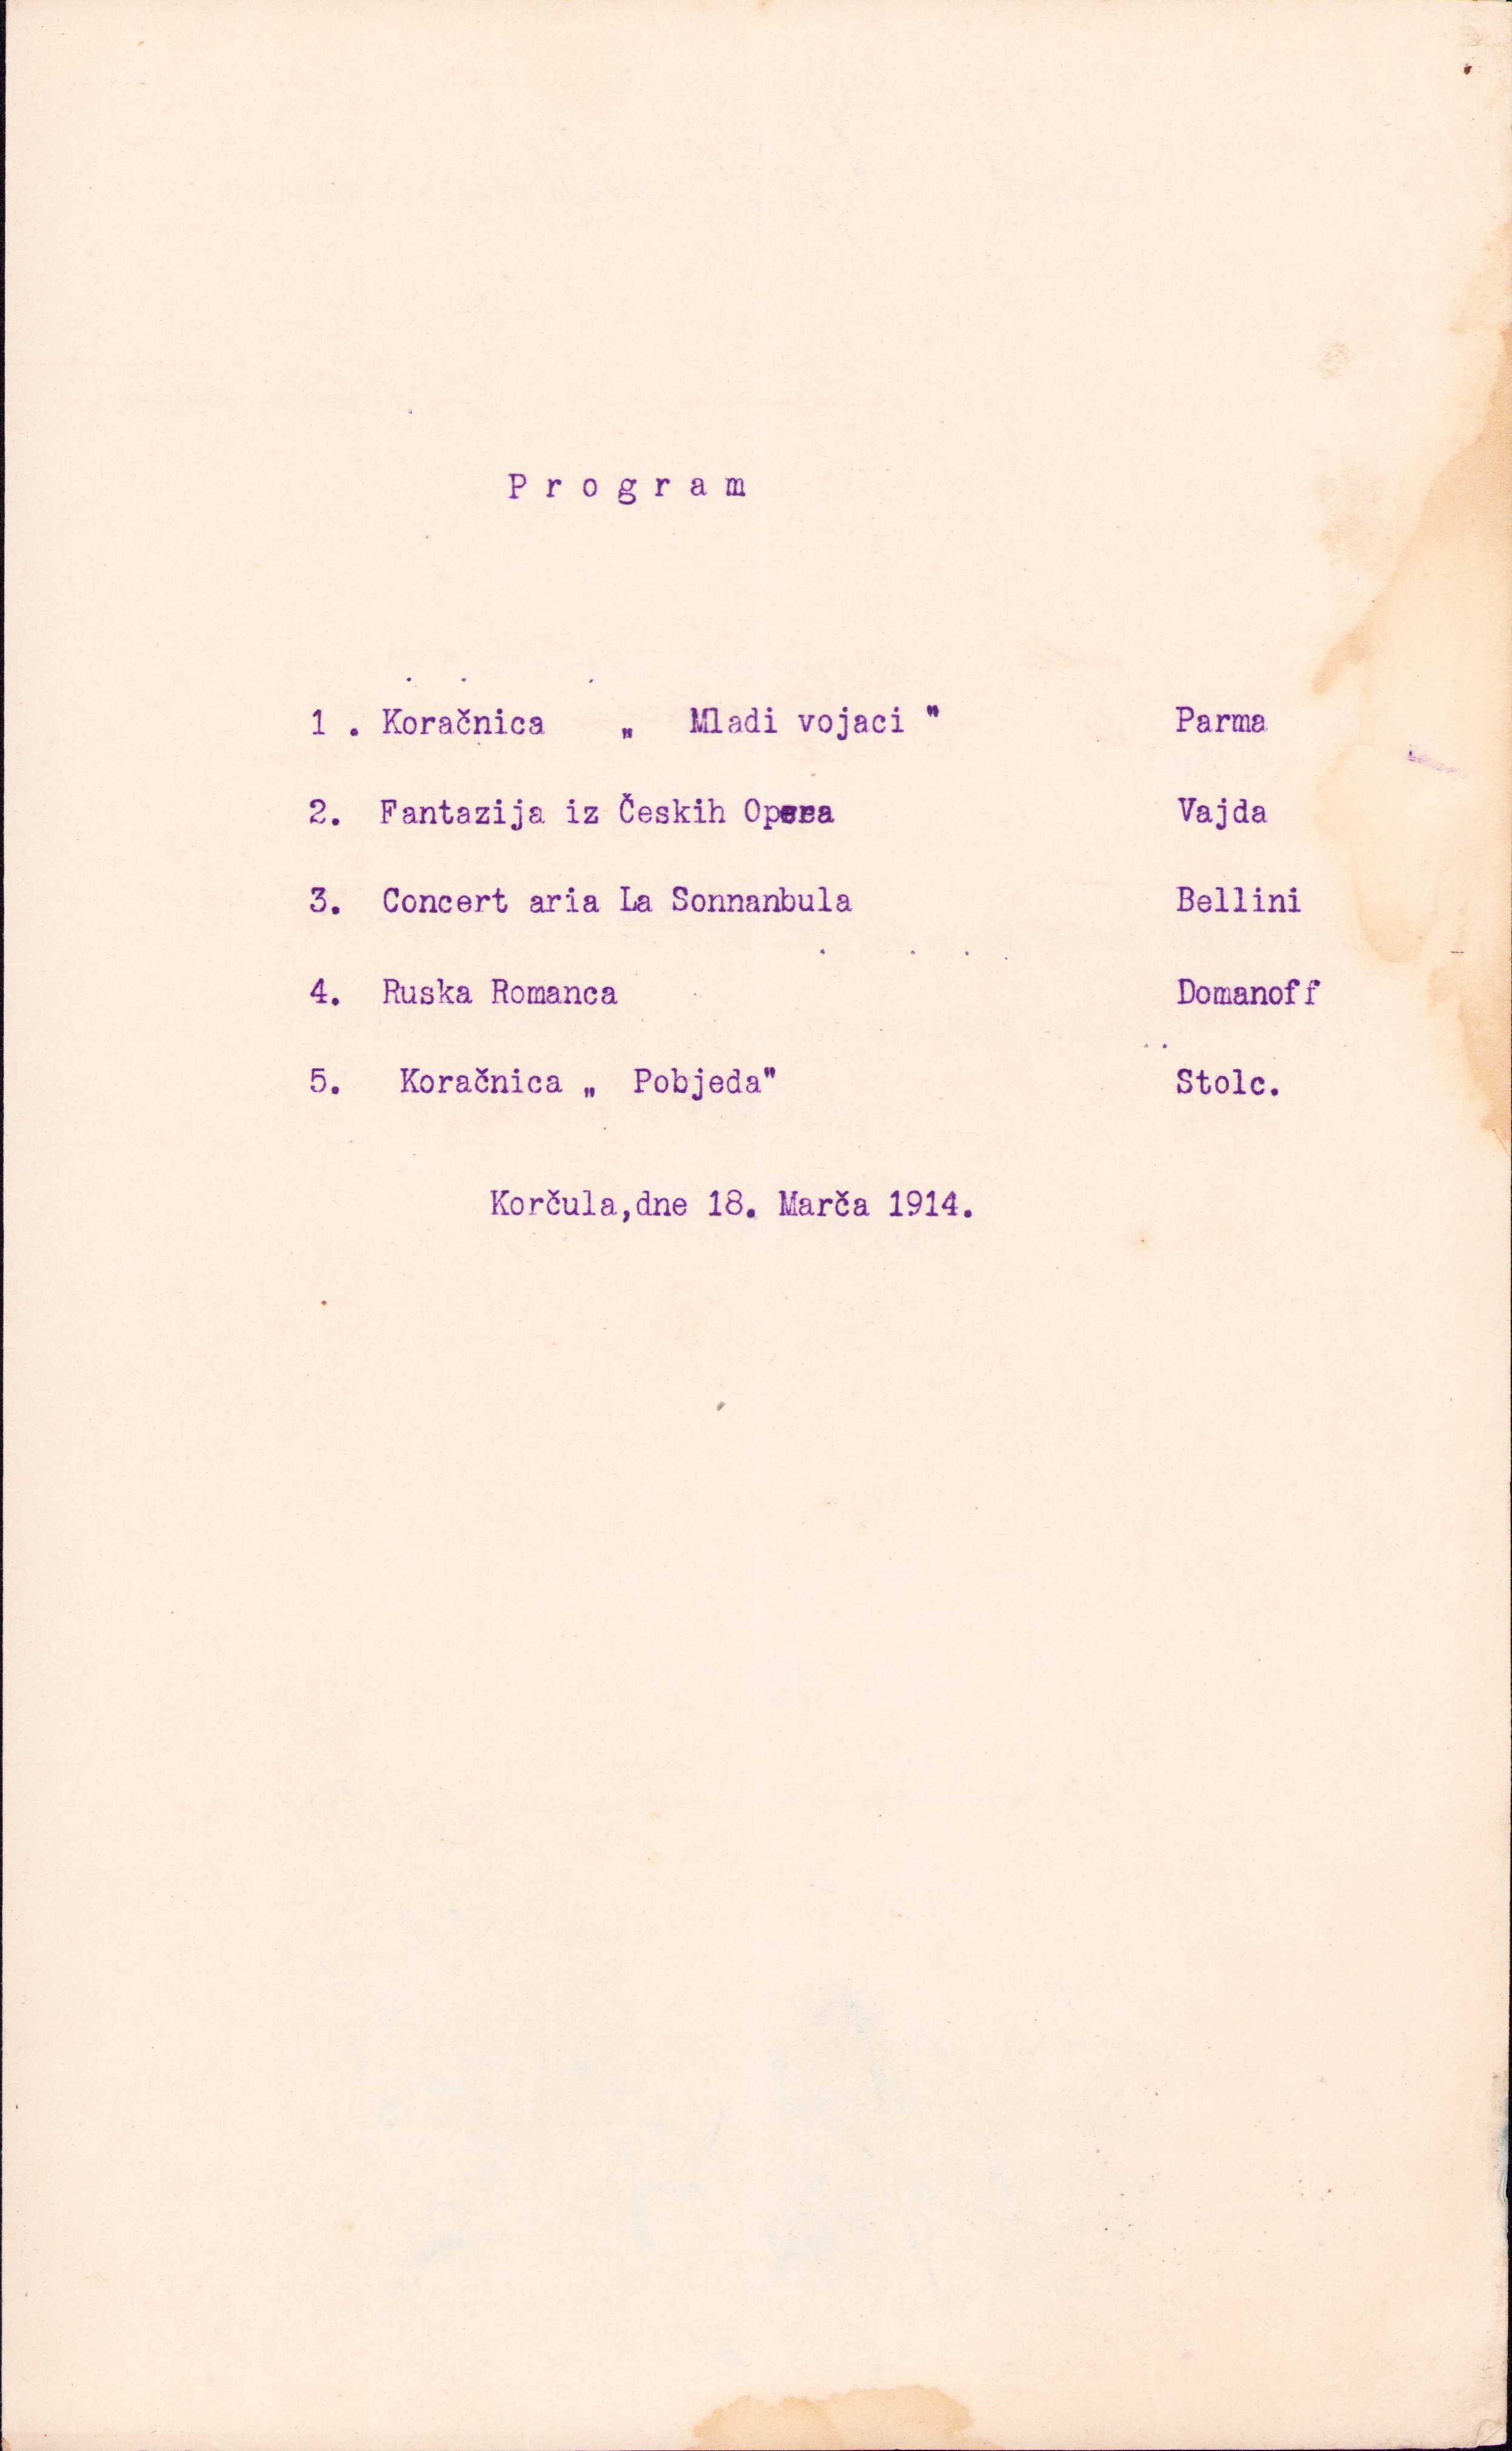 P r o g r a m
1 . Koračnica „ Mladi vojaci " Parma
2. Fantazija iz Českih Opera Vajda
3. Concert aria La Sonnanbula Bellini
4. Ruska Romanca Domanoff
5. Koračnica „ Pobjeda" Stolc.
Korčula,dne 18. Marča 1914.